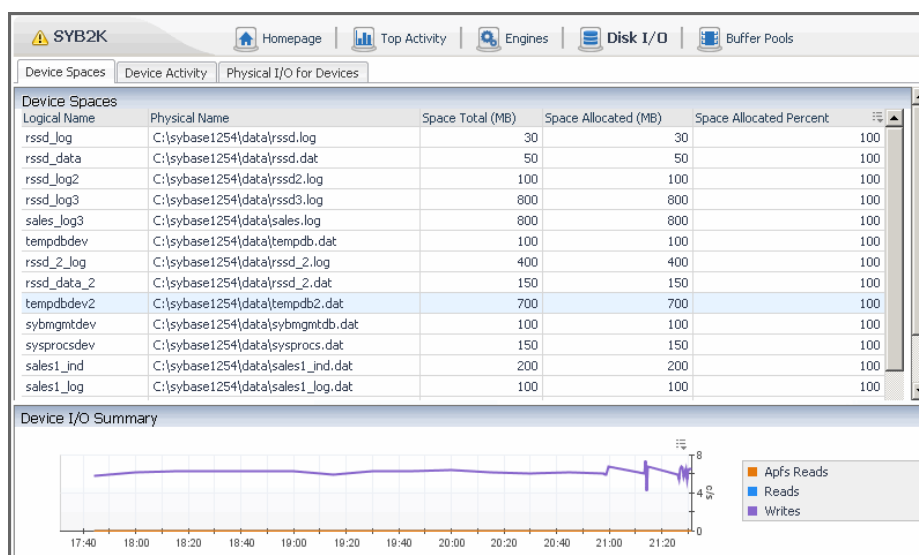 SYB2K Homepage Top Activity Engines Disk I/O Buffer Pools
Device Spaces Device Activity Physical I/O for Devices
Device Spaces
Logical Name Physical Name Space Total (MB) Space Allocated (MB) Space Allocated Percent
rssd_log C:\sybase1254\data\rssd.log 30 30 100
rssd_data C:\sybase1254\data\rssd.dat 50 50 100
rssd_log2 C:\sybase1254\data\rssd2.log 100 100 100
rssd_log3 C:\sybase1254\data\rssd3.log 800 800 100
sales_log3 C:\sybase1254\data\sales.log 800 800 100
tempdbdev C:\sybase1254\data\tempdb.dat 100 100 100
rssd_2_log C:\sybase1254\data\rssd_2.log 400 400 100
rssd_data_2 C:\sybase1254\data\rssd_2.dat 150 150 100
tempdbdev2 C:\sybase1254\data\tempdb2.dat 700 700 100
sybmgmtdev C:\sybase1254\data\sybmgmtdb.dat 100 100 100
sysprocsdev C:\sybase1254\data\sysprocs.dat 150 150 100
sales1_ind C:\sybase1254\data\sales1_ind.dat 200 200 100
sales1_log C:\sybase1254\data\sales1_log.dat 100 100 100
Device I/O Summary
8
4
0
c/s
Apfs Reads
Reads
Writes
17:40 18:00 18:20 18:40 19:00 19:20 19:40 20:00 20:20 20:40 21:00 21:20